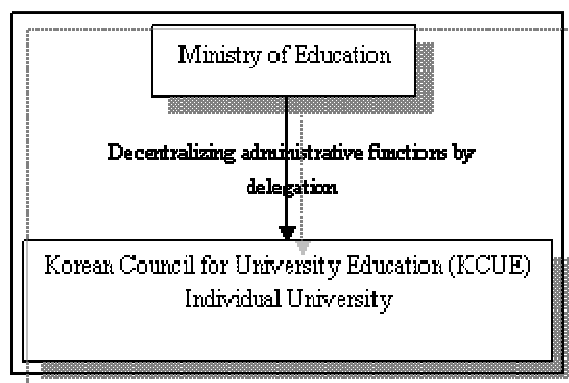 Ministry of Education
Decentralizing administrative functions by
delegation
Korean Council for University Education (KCUE)
Individual University